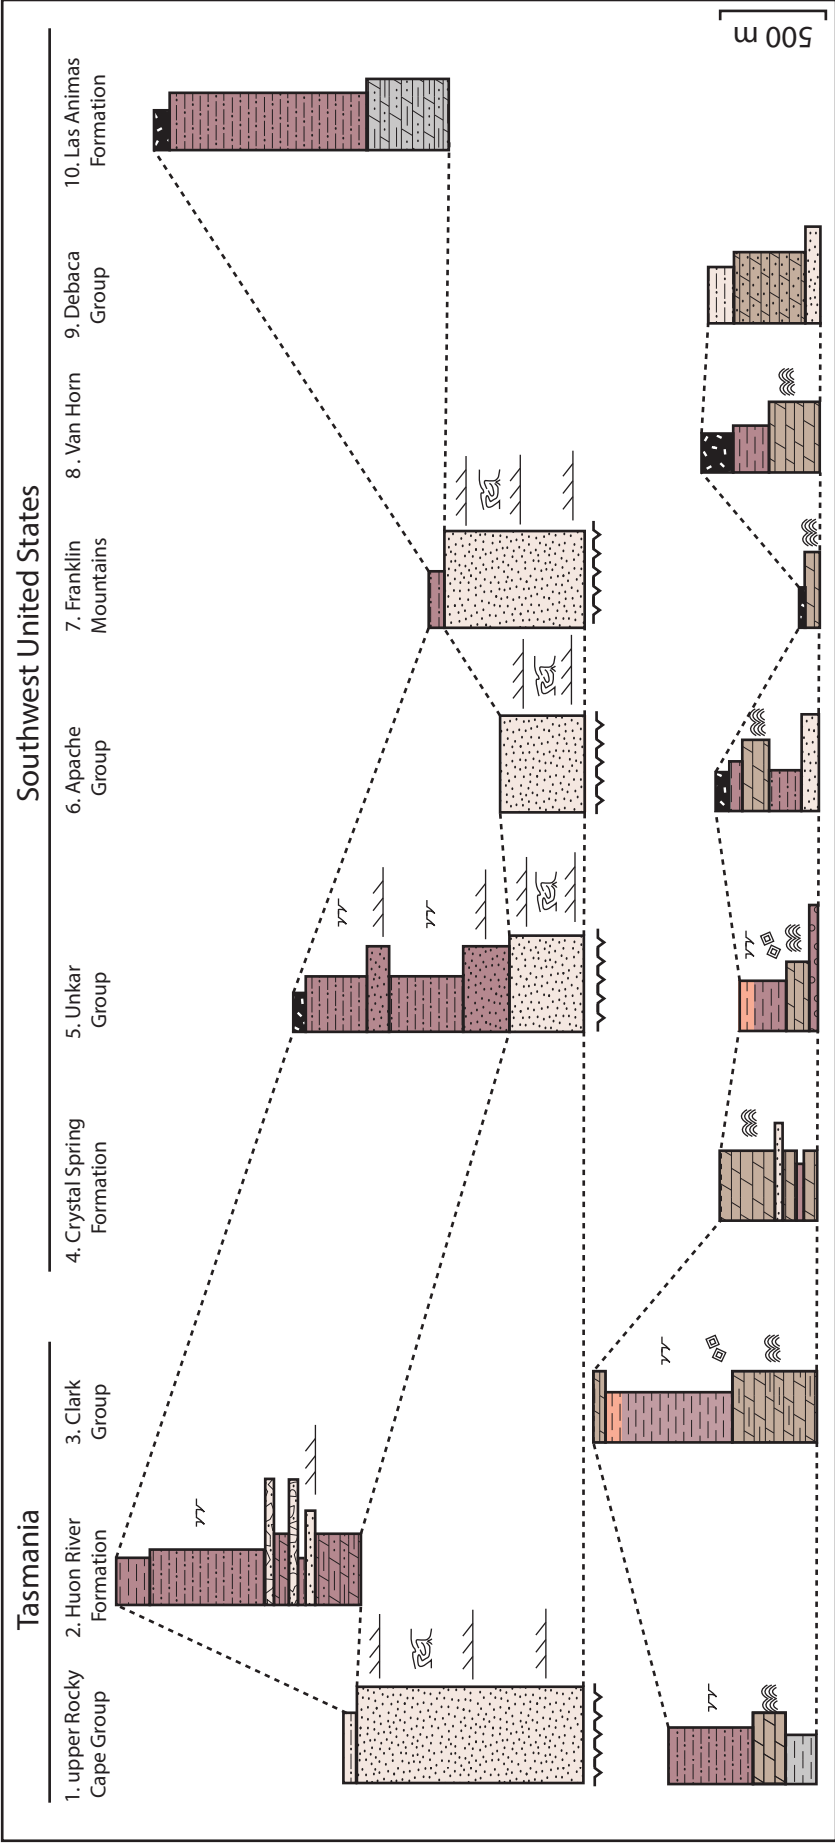 Tasmania
Southwest United States
1. upper Rocky
Cape Group
2. Huon River
Formation
3. Clark
Group
4. Crystal Spring
Formation
5. Unkar
Group
6. Apache
Group
7. Franklin
Mountains
8 . Van Horn
9. Debaca
Group
10. Las Animas
Formation
500 m